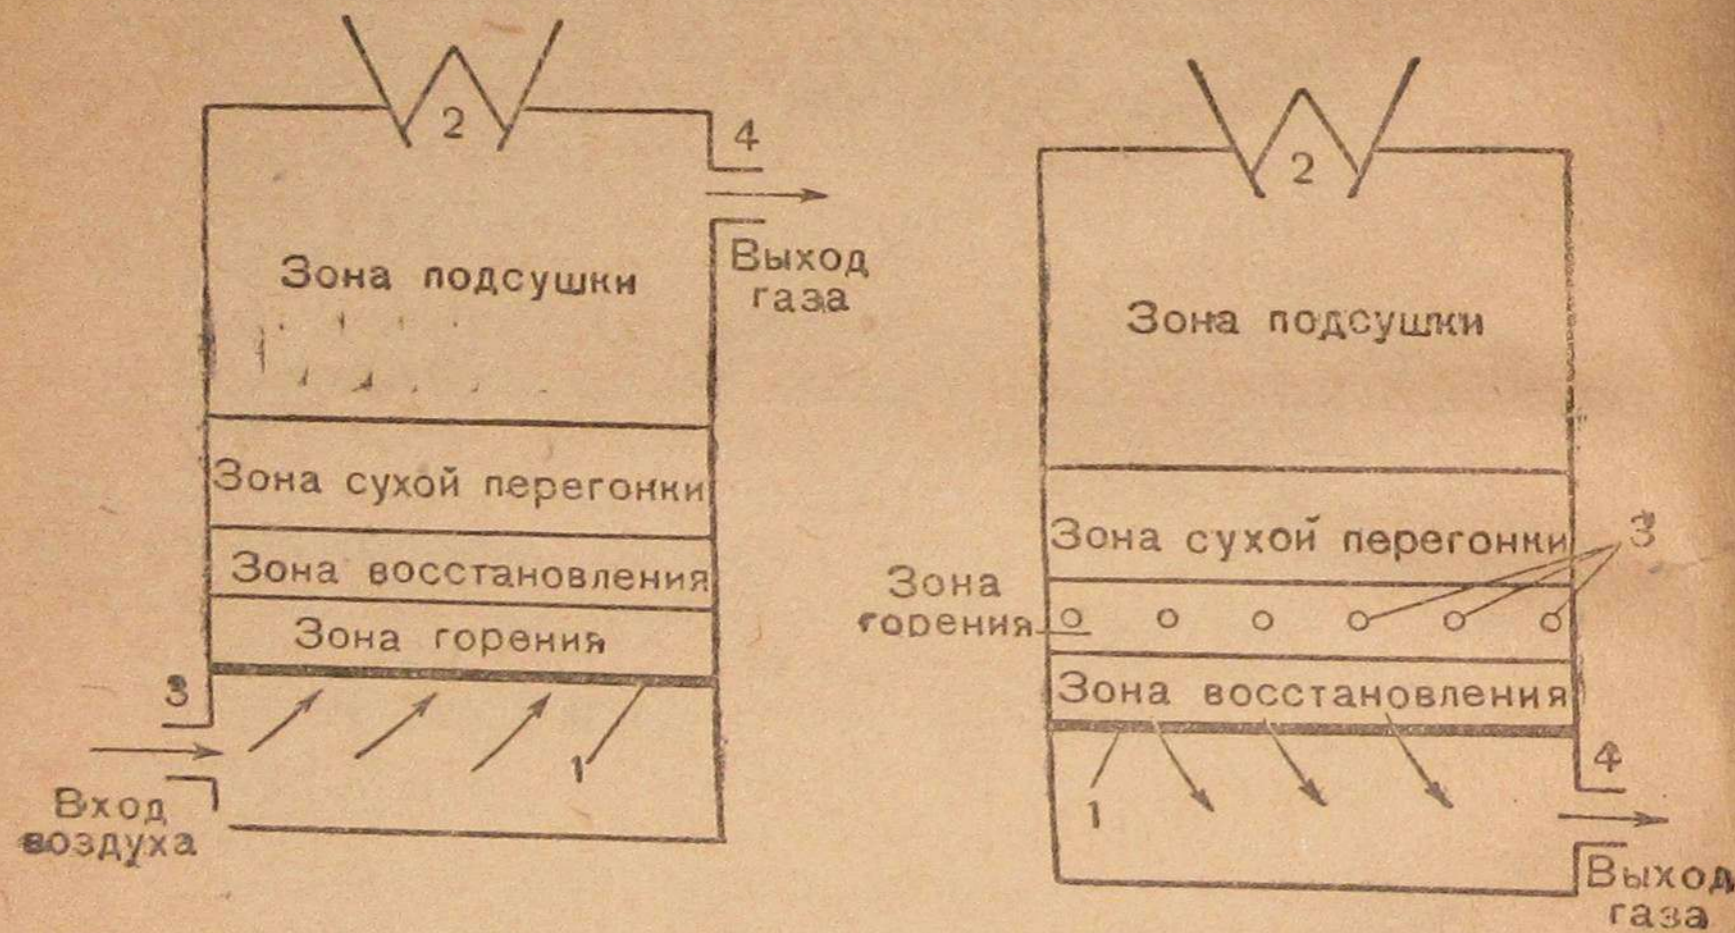 2
4
Выход
газа
Зона подсушки
Зона сухой перегонки
Зона восстановления
Зона горения
3
1
Вход
воздуха
2
Зона подсушки
Зона сухой перегонки
3
Зона
горения
Зона восстановления
1
4
Выход
газа